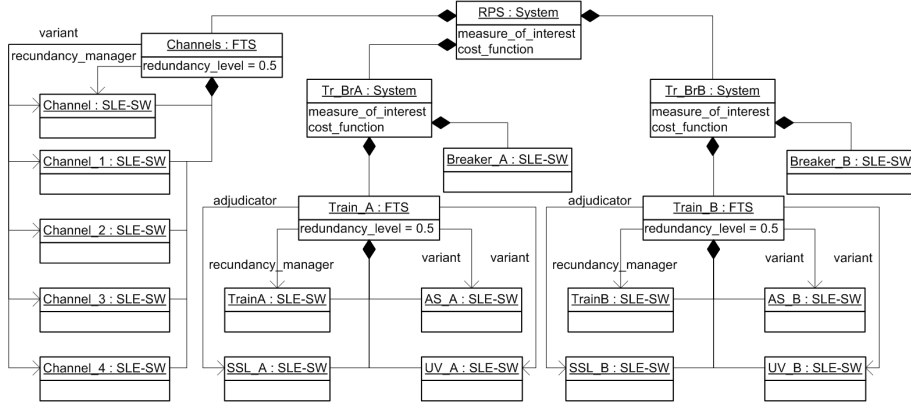 RPS : System
measure_of_interest
cost_function
variant
Channels : FTS
recundancy_manager
redundancy_level = 0.5
Tr_BrA : System
measure_of_interest
cost_function
Tr_BrB : System
measure_of_interest
cost_function
Channel : SLE-SW
Channel_1 : SLE-SW
Breaker_A : SLE-SW
Breaker_B : SLE-SW
adjudicator
Train_A : FTS
redundancy_level = 0.5
adjudicator
Train_B : FTS
redundancy_level = 0.5
Channel_2 : SLE-SW
recundancy_manager
variant
variant
recundancy_manager
variant
variant
Channel_3 : SLE-SW
TrainA : SLE-SW
AS_A : SLE-SW
TrainB : SLE-SW
AS_B : SLE-SW
Channel_4 : SLE-SW
SSL_A : SLE-SW
UV_A : SLE-SW
SSL_B : SLE-SW
UV_B : SLE-SW